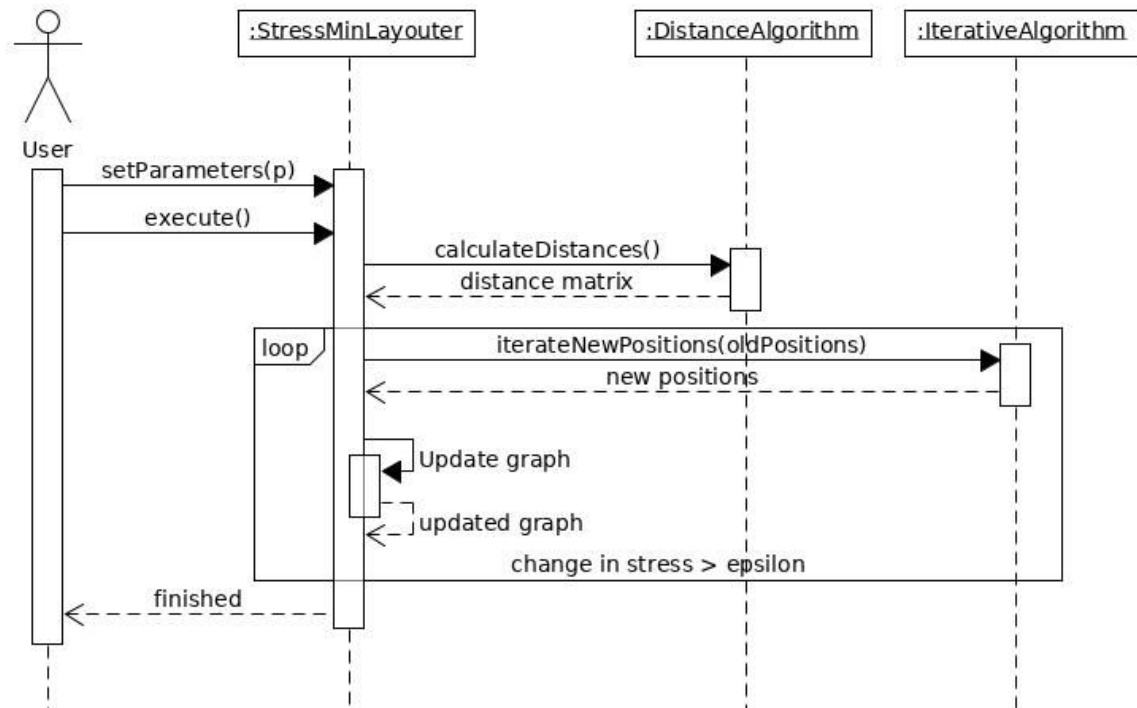 :StressMinLayouter
:DistanceAlgorithm
:IterativeAlgorithm
User
setParameters(p)
execute()
calculateDistances()
distance matrix
loop
iterateNewPositions(oldPositions)
new positions
Update graph
updated graph
change in stress > epsilon
finished